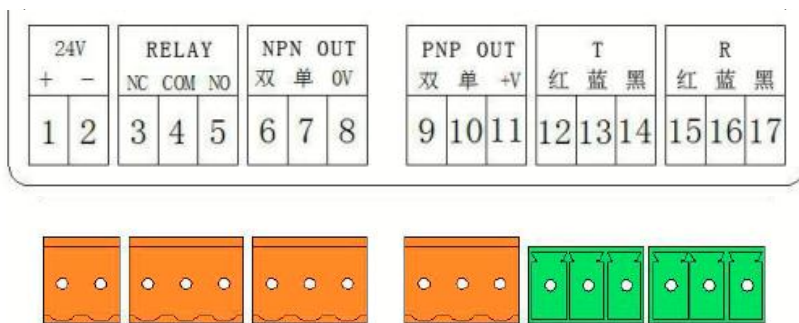 24V RELAY NPN OUT PNP OUT T R
+ − NC COM NO 双 单 0V 双 单 +V 红 蓝 黑 红 蓝 黑
1 2 3 4 5 6 7 8 9 10 11 12 13 14 15 16 17